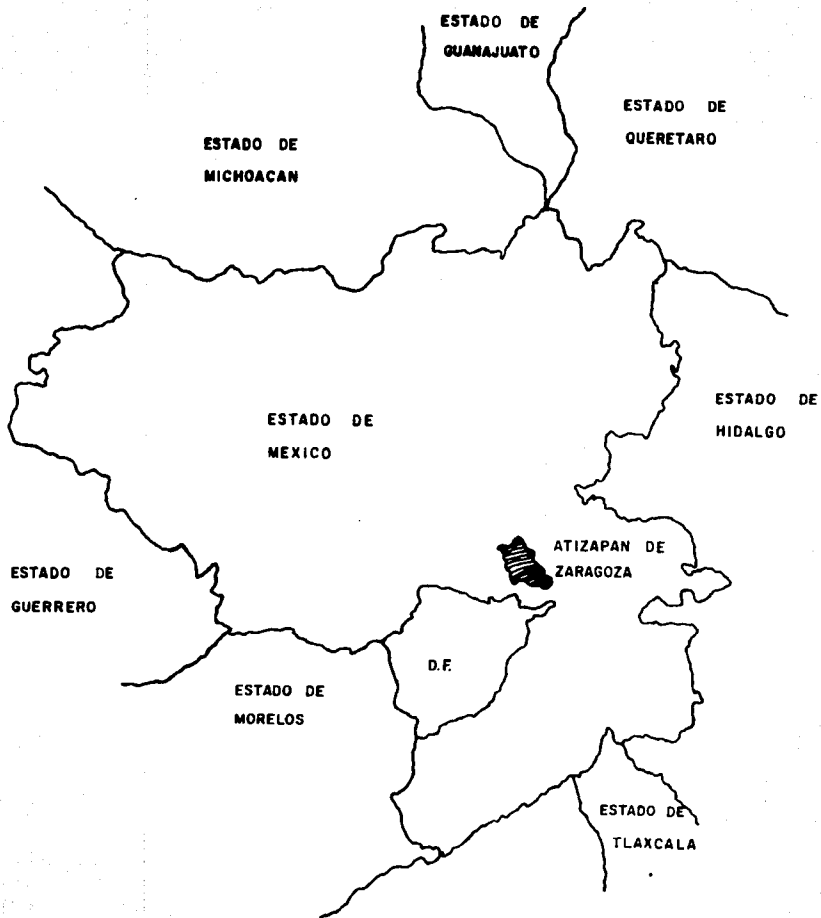 ESTADO DE
GUANAJUATO
ESTADO DE
QUERETARO
ESTADO DE
MICHOACAN
ESTADO DE
HIDALGO
ESTADO DE
MEXICO
ATIZAPAN DE
ZARAGOZA
ESTADO DE
GUERRERO
D.F.
ESTADO DE
MORELOS
ESTADO DE
TLAXCALA